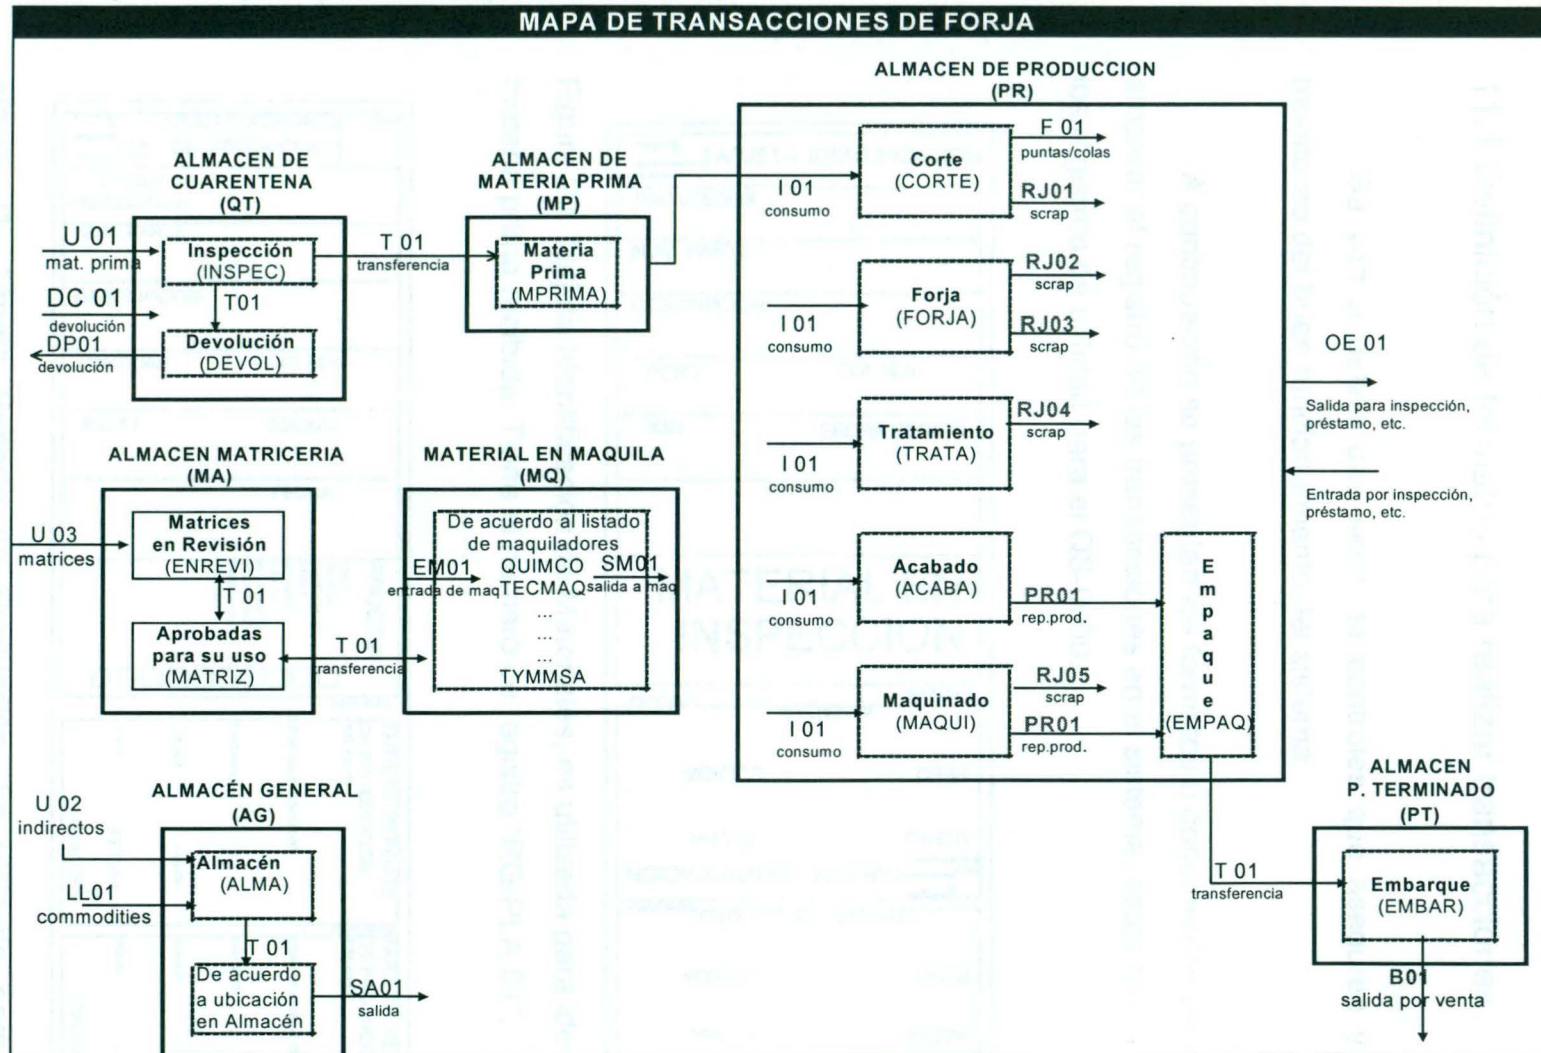 MAPA DE TRANSACCIONES DE FORJA
ALMACEN DE
CUARENTENA
(QT)
U 01
mat. prima
Inspección
(INSPEC)
T01
DC 01
devolución
DP01
devolución
Devolución
(DEVOL)
T 01
transferencia
ALMACEN DE
MATERIA PRIMA
(MP)
Materia
Prima
(MPRIMA)
ALMACEN DE PRODUCCION
(PR)
I 01
consumo
Corte
(CORTE)
F 01
puntas/colas
RJ01
scrap
I 01
consumo
Forja
(FORJA)
RJ02
scrap
RJ03
scrap
I 01
consumo
Tratamiento
(TRATA)
RJ04
scrap
I 01
consumo
Acabado
(ACABA)
PR01
rep.prod.
I 01
consumo
Maquinado
(MAQUI)
RJ05
scrap
PR01
rep.prod.
E
m
p
a
q
u
e
(EMPAQ)
OE 01
Salida para inspección,
préstamo, etc.
Entrada por inspección,
préstamo, etc.
ALMACEN MATRICERIA
(MA)
U 03
matrices
Matrices
en Revisión
(ENREVI)
T 01
Aprobadas
para su uso
(MATRIZ)
T 01
transferencia
MATERIAL EN MAQUILA
(MQ)
De acuerdo al listado
de maquiladores
QUIMCO
TECMAQ
...
...
...
TYMMSA
EM01
entrada de maq
SM01
salida a maq
ALMACÉN GENERAL
(AG)
U 02
indirectos
LL01
commodities
Almacén
(ALMA)
T 01
De acuerdo
a ubicación
en Almacén
SA01
salida
ALMACEN
P. TERMINADO
(PT)
T 01
transferencia
Embarque
(EMBAR)
B01
salida por venta